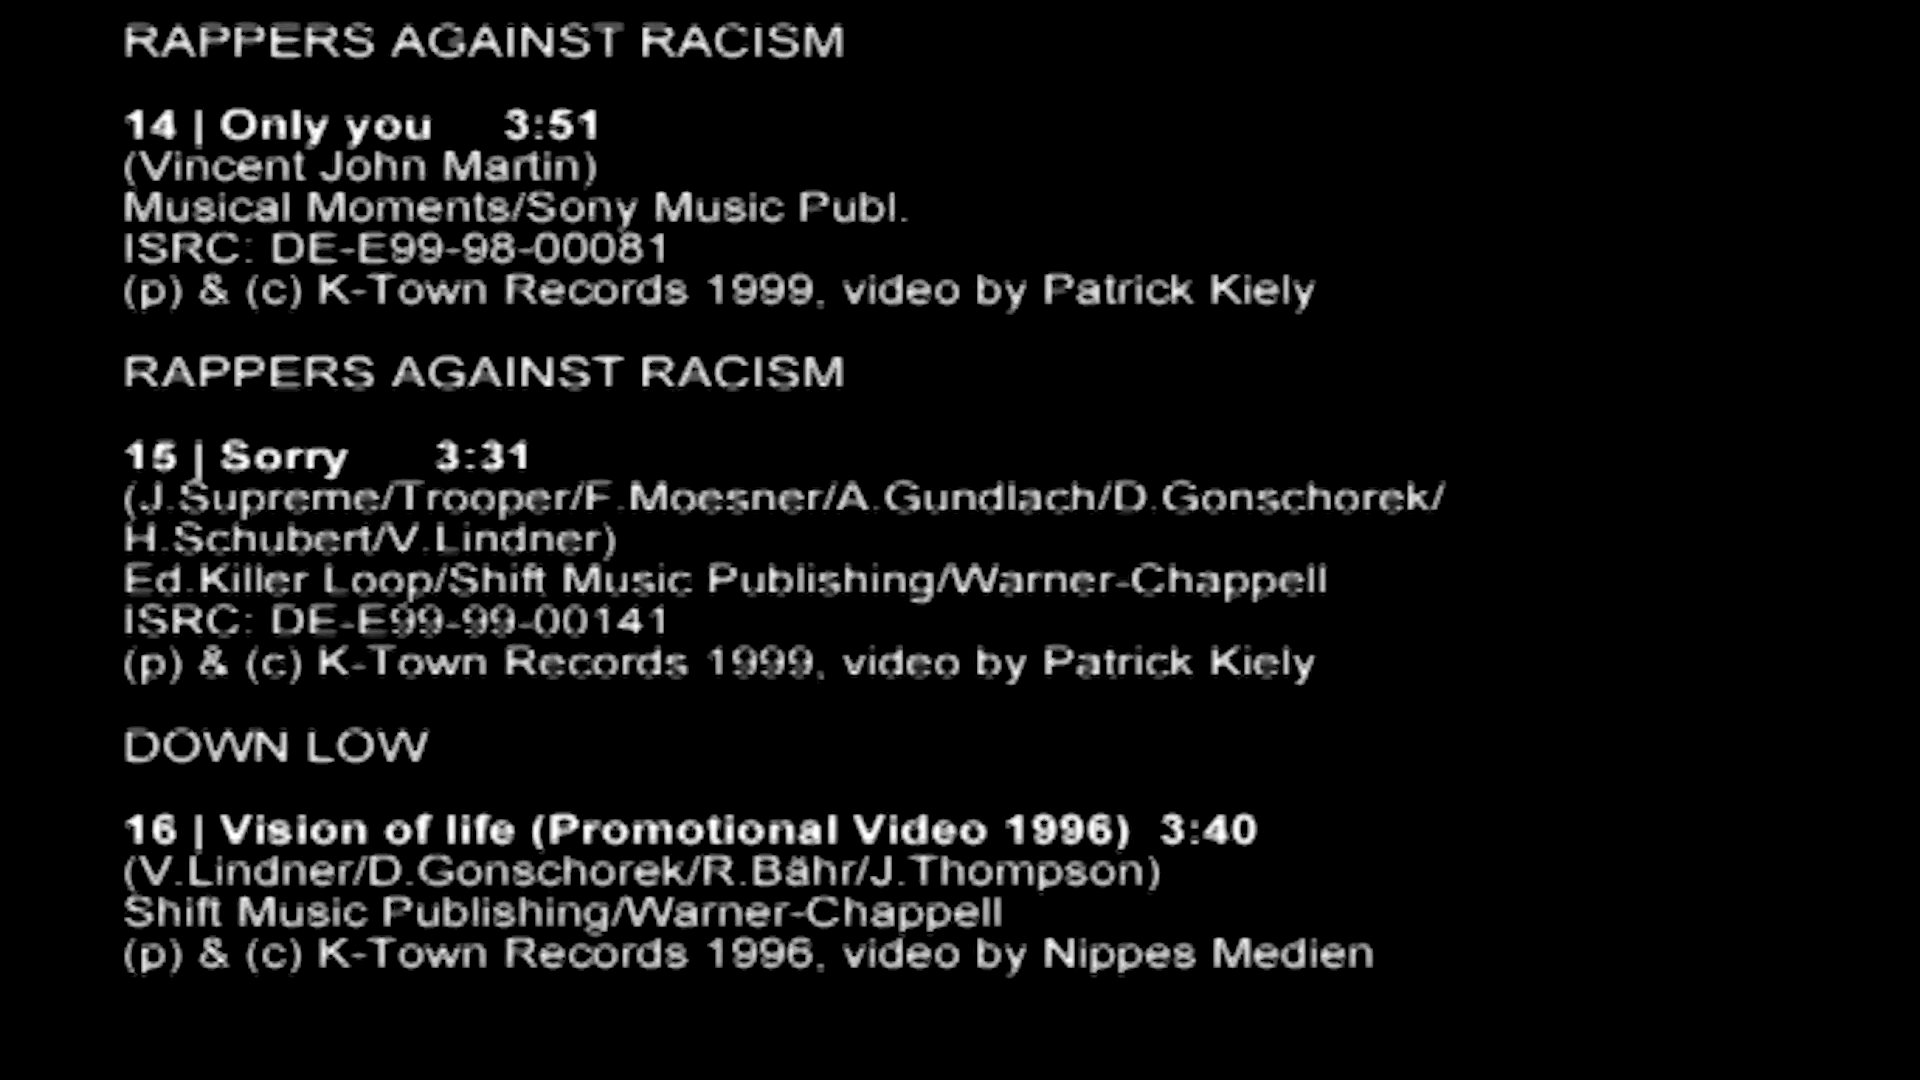 RAPPERS AGAINST RACISM
14 | Only you 3:51
(Vincent John Martin)
Musical Moments/Sony Music Publ.
ISRC: DE-E99-98-00081
(p) & (c) K-Town Records 1999, video by Patrick Kiely
RAPPERS AGAINST RACISM
15 | Sorry 3:31
(J.Supreme/Trooper/F.Moesner/A.Gundlach/D.Gonschorek/
H.Schubert/V.Lindner)
Ed.Killer Loop/Shift Music Publishing/Warner-Chappell
ISRC: DE-E99-99-00141
(p) & (c) K-Town Records 1999, video by Patrick Kiely
DOWN LOW
16 | Vision of life (Promotional Video 1996) 3:40
(V.Lindner/D.Gonschorek/R.Bähr/J.Thompson)
Shift Music Publishing/Warner-Chappell
(p) & (c) K-Town Records 1996, video by Nippes Medien